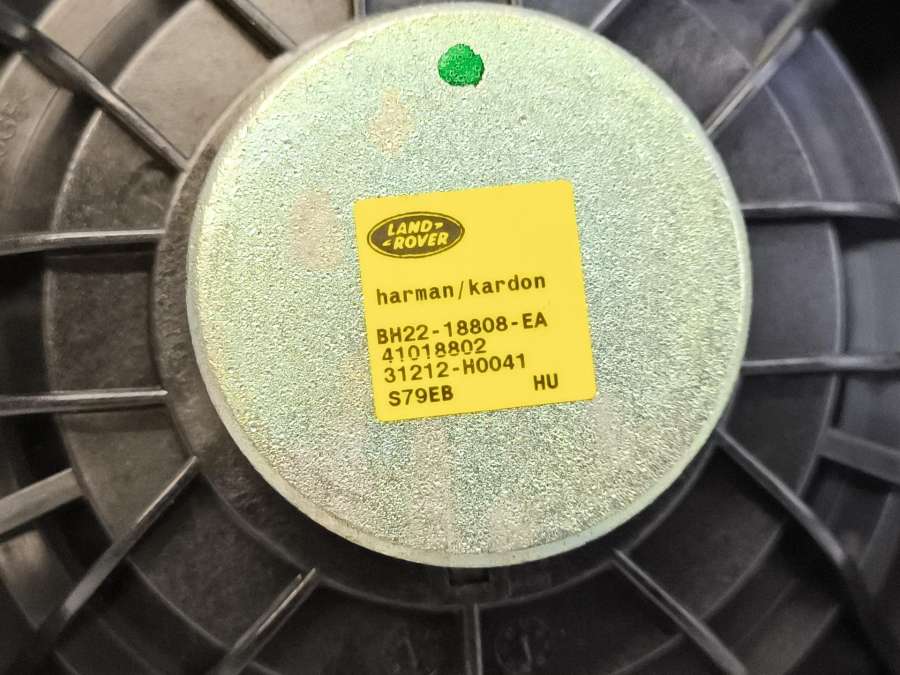 LAND
ROVER
harman/kardon
BH22-18808-EA
41018802
31212-H0041
S79EB HU